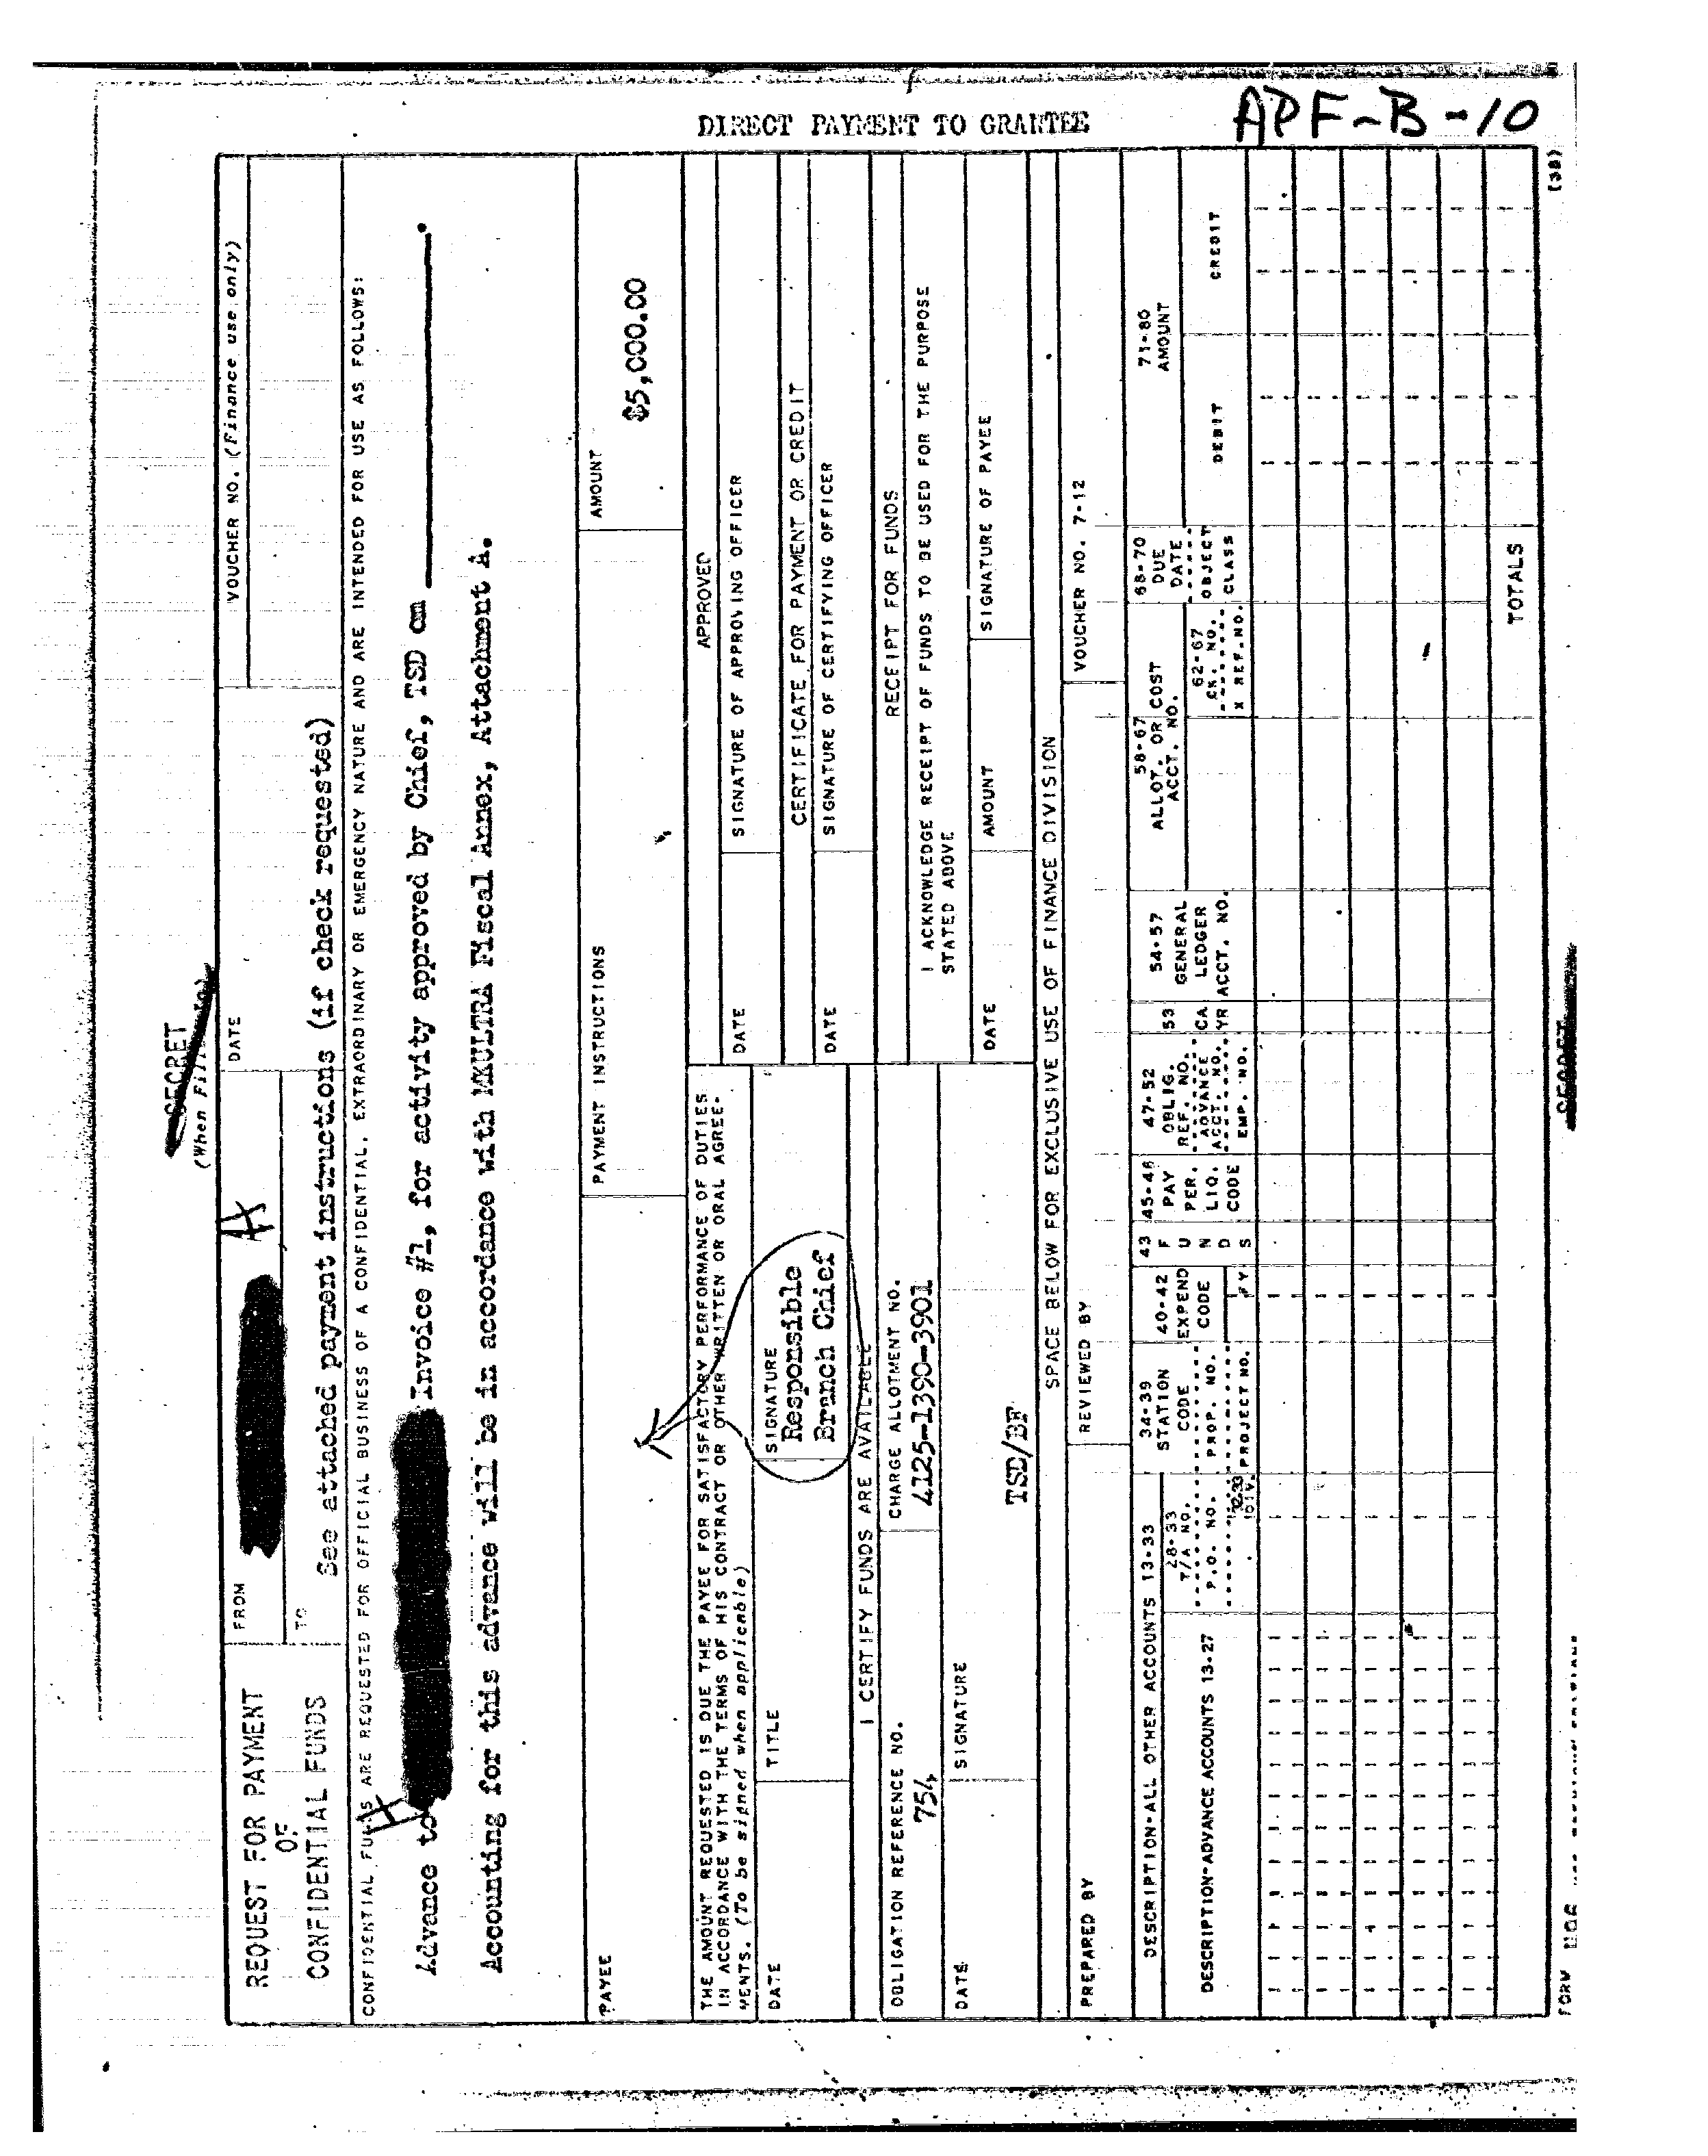 DIRECT PAYMENT TO GRANTEE
APF-B-10
SECRET
REQUEST FOR PAYMENT
OF
CONFIDENTIAL FUNDS
FROM
A
DATE
VOUCHER NO. (Finance use only)
TO
See attached payment instructions (if check requested)
CONFIDENTIAL FUNDS ARE REQUESTED FOR OFFICIAL BUSINESS OF A CONFIDENTIAL, EXTRAORDINARY OR EMERGENCY NATURE AND ARE INTENDED FOR USE AS FOLLOWS:
A
Advance to Invoice #1, for activity approved by Chief, TSD on .
Accounting for this advance will be in accordance with MKULTRA Fiscal Annex, Attachment A.
PAYEE
PAYMENT INSTRUCTIONS
AMOUNT
$5,000.00
THE AMOUNT REQUESTED IS DUE THE PAYEE FOR SATISFACTORY PERFORMANCE OF DUTIES
IN ACCORDANCE WITH THE TERMS OF HIS CONTRACT OR OTHER WRITTEN OR ORAL AGREE-
MENTS. (To be signed when applicable)
DATE
TITLE
SIGNATURE
Responsible
Branch Chief
I CERTIFY FUNDS ARE AVAILABLE
OBLIGATION REFERENCE NO.
754
CHARGE ALLOTMENT NO.
4125-1390-3901
DATE
SIGNATURE
TSD/BF
APPROVED
DATE
SIGNATURE OF APPROVING OFFICER
CERTIFICATE FOR PAYMENT OR CREDIT
DATE
SIGNATURE OF CERTIFYING OFFICER
RECEIPT FOR FUNDS
I ACKNOWLEDGE RECEIPT OF FUNDS TO BE USED FOR THE PURPOSE
STATED ABOVE
DATE
AMOUNT
SIGNATURE OF PAYEE
SPACE BELOW FOR EXCLUSIVE USE OF FINANCE DIVISION
PREPARED BY
REVIEWED BY
VOUCHER NO. 7-12
DESCRIPTION-ALL OTHER ACCOUNTS 13-33
DESCRIPTION-ADVANCE ACCOUNTS 13-27
28-33
T/A NO.
P.O. NO.
32-33
DIV.
34-39
STATION
CODE
PROP. NO.
PROJECT NO.
40-42
EXPEND
CODE
FY
43
F
U
N
D
S
45-46
PAY
PER.
LIQ.
CODE
47-52
OBLIG.
REF. NO.
ADVANCE
ACCT. NO.
EMP. NO.
53
CA
YR
54-57
GENERAL
LEDGER
ACCT. NO.
58-67
ALLOT. OR COST
ACCT. NO.
62-67
CK. NO.
X REF. NO.
68-70
DUE
DATE
OBJECT
CLASS
71-80
AMOUNT
DEBIT
CREDIT
TOTALS
FORM
SECRET
(38)